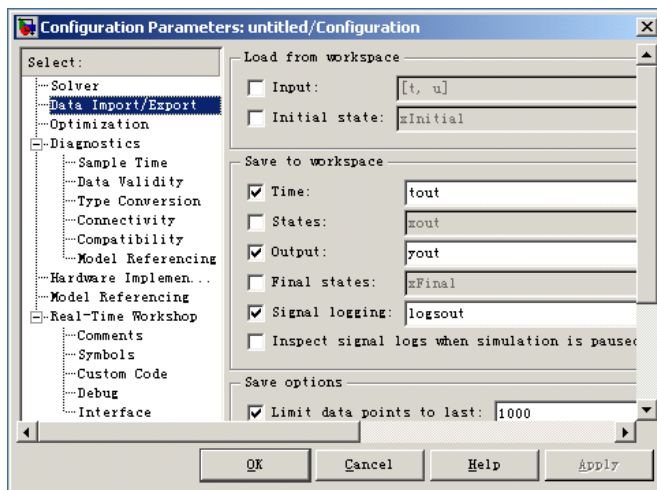 Configuration Parameters: untitled/Configuration
Select:
Solver
Data Import/Export
Optimization
Diagnostics
Sample Time
Data Validity
Type Conversion
Connectivity
Compatibility
Model Referencing
Hardware Implemen...
Model Referencing
Real-Time Workshop
Comments
Symbols
Custom Code
Debug
Interface
Load from workspace
Input: [t, u]
Initial state: xInitial
Save to workspace
Time: tout
States: xout
Output: yout
Final states: xFinal
Signal logging: logsout
Inspect signal logs when simulation is paused
Save options
Limit data points to last: 1000
OK Cancel Help Apply